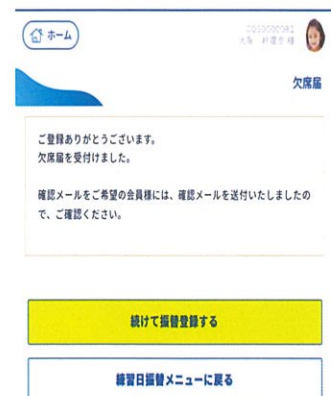 ホーム
欠席届
ご登録ありがとうございます。
欠席届を受付けました。
確認メールをご希望の会員様には、確認メールを送付いたしましたの
で、ご確認ください。
続けて振替登録する
練習日振替メニューに戻る